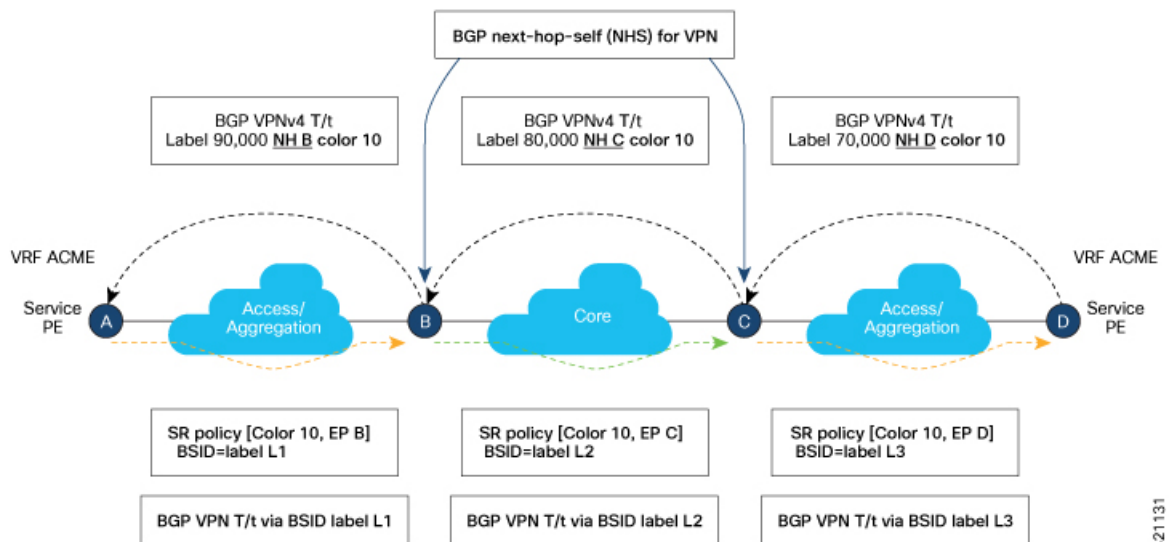 BGP next-hop-self (NHS) for VPN
BGP VPNv4 T/t
Label 90,000 NH B color 10
BGP VPNv4 T/t
Label 80,000 NH C color 10
BGP VPNv4 T/t
Label 70,000 NH D color 10
VRF ACME
VRF ACME
Service
PE
A
Access/
Aggregation
B
Core
C
Access/
Aggregation
D
Service
PE
SR policy [Color 10, EP B]
BSID=label L1
SR policy [Color 10, EP C]
BSID=label L2
SR policy [Color 10, EP D]
BSID=label L3
BGP VPN T/t via BSID label L1
BGP VPN T/t via BSID label L2
BGP VPN T/t via BSID label L3
21131